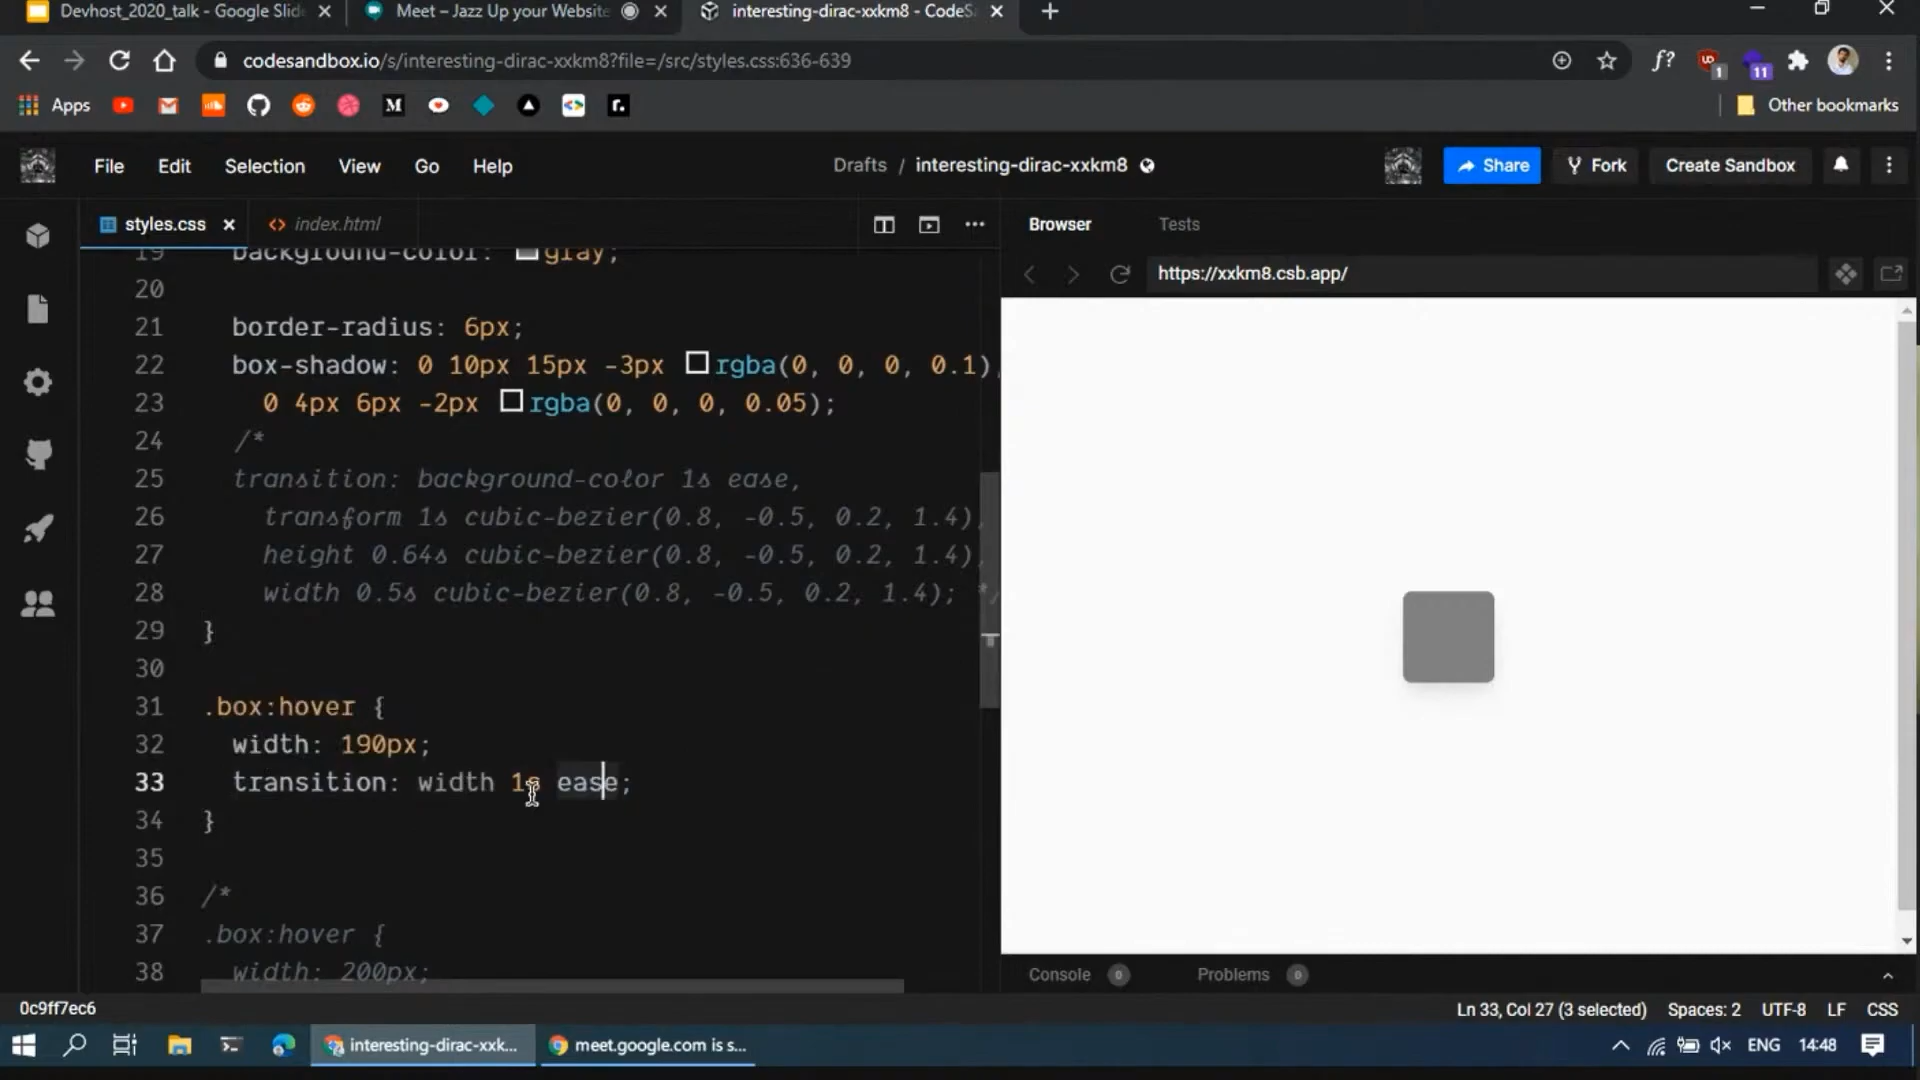 Devhost_2020_talk - Google Slid
Meet – Jazz Up your Website
interesting-dirac-xxkm8 - CodeS
codesandbox.io/s/interesting-dirac-xxkm8?file=/src/styles.css:636-639
f?
1
11
Apps
M
r.
Other bookmarks
File
Edit
Selection
View
Go
Help
Drafts / interesting-dirac-xxkm8
Share
Fork
Create Sandbox
styles.css
index.html
Browser
Tests
https://xxkm8.csb.app/
19 background-color: gray;
20
21 border-radius: 6px;
22 box-shadow: 0 10px 15px -3px rgba(0, 0, 0, 0.1),
23 0 4px 6px -2px rgba(0, 0, 0, 0.05);
24 /*
25 transition: background-color 1s ease,
26 transform 1s cubic-bezier(0.8, -0.5, 0.2, 1.4),
27 height 0.64s cubic-bezier(0.8, -0.5, 0.2, 1.4),
28 width 0.5s cubic-bezier(0.8, -0.5, 0.2, 1.4); */
29 }
30
31 .box:hover {
32 width: 190px;
33 transition: width 1s ease;
34 }
35
36 /*
37 .box:hover {
38 width: 200px;
Console 0
Problems 0
0c9ff7ec6
Ln 33, Col 27 (3 selected)
Spaces: 2
UTF-8
LF
CSS
interesting-dirac-xxk...
meet.google.com is s...
ENG
14:48